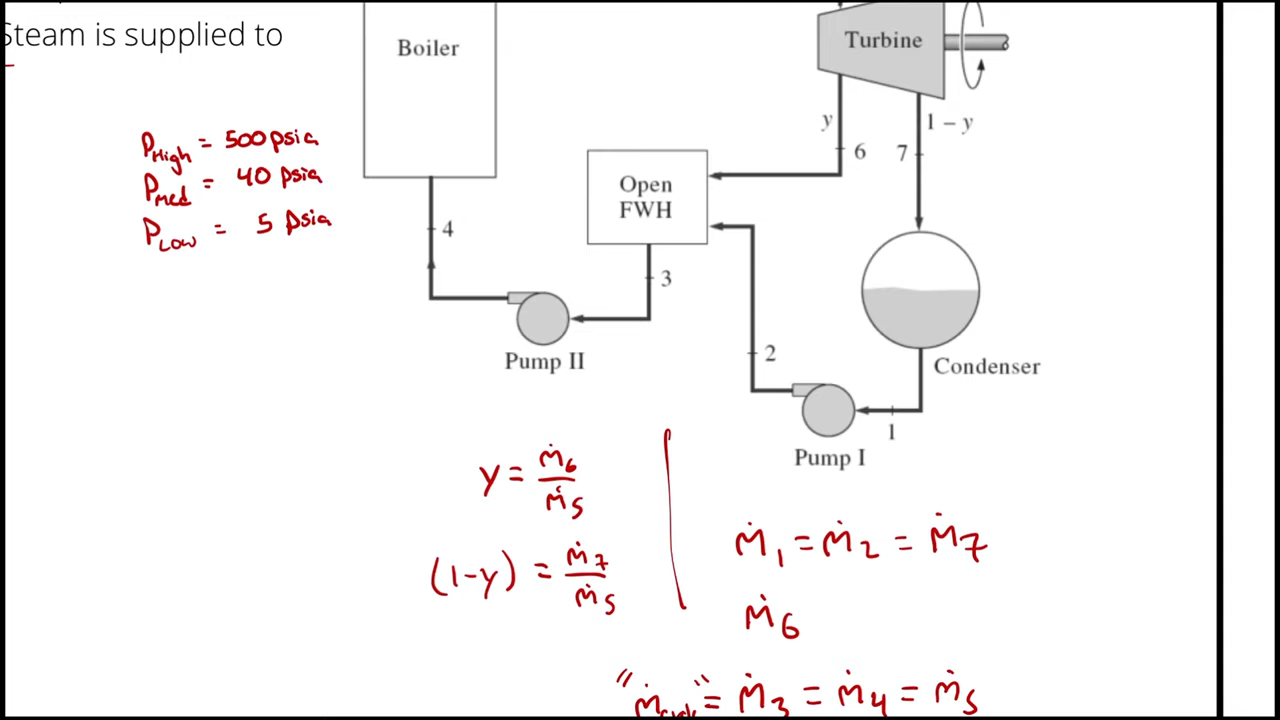 Steam is supplied to
Boiler
Turbine
P_High = 500 psia
P_Med = 40 psia
P_Low = 5 psia
y
1 – y
6
7
Open
FWH
4
3
Pump II
2
Condenser
1
Pump I
y = ṁ6/ṁ5
(1-y) = ṁ7/ṁ5
ṁ1 = ṁ2 = ṁ7
ṁ6
= ṁ3 = ṁ4 = ṁ5